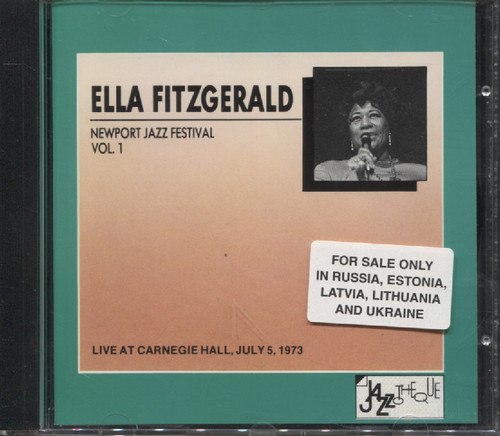 ELLA FITZGERALD
NEWPORT JAZZ FESTIVAL
VOL. 1
FOR SALE ONLY
IN RUSSIA, ESTONIA,
LATVIA, LITHUANIA
AND UKRAINE
LIVE AT CARNEGIE HALL, JULY 5, 1973
JAZZOTHEQUE